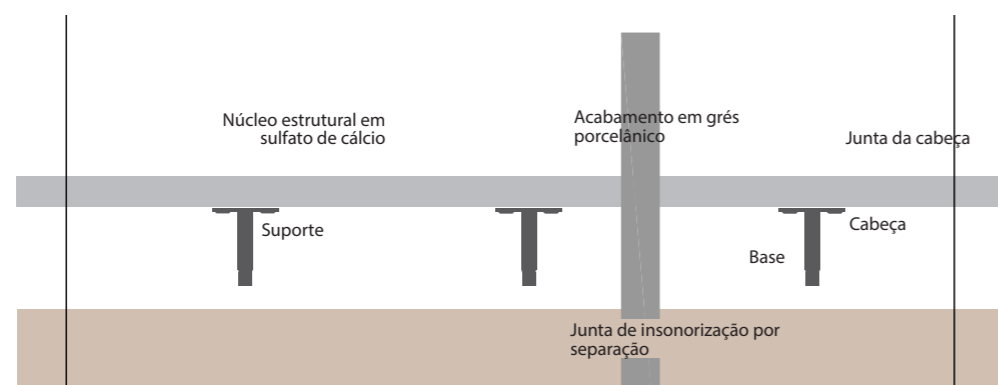 Núcleo estrutural em
sulfato de cálcio
Acabamento em grés
porcelânico
Junta da cabeça
Suporte
Cabeça
Base
Junta de insonorização por
separação